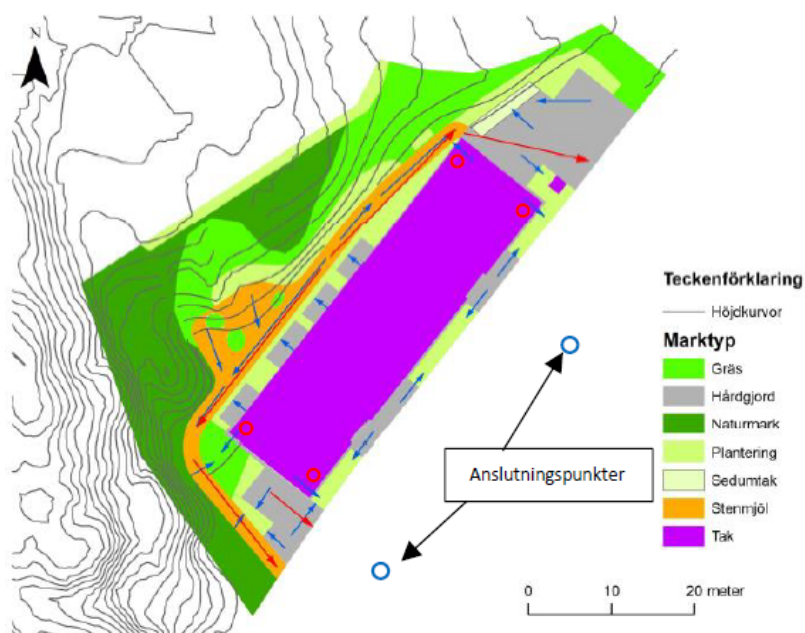 N
Anslutningspunkter
Teckenförklaring
Höjdkurvor
Marktyp
Gräs
Hårdgjord
Naturmark
Plantering
Sedumtak
Stenmjöl
Tak
0 10 20 meter